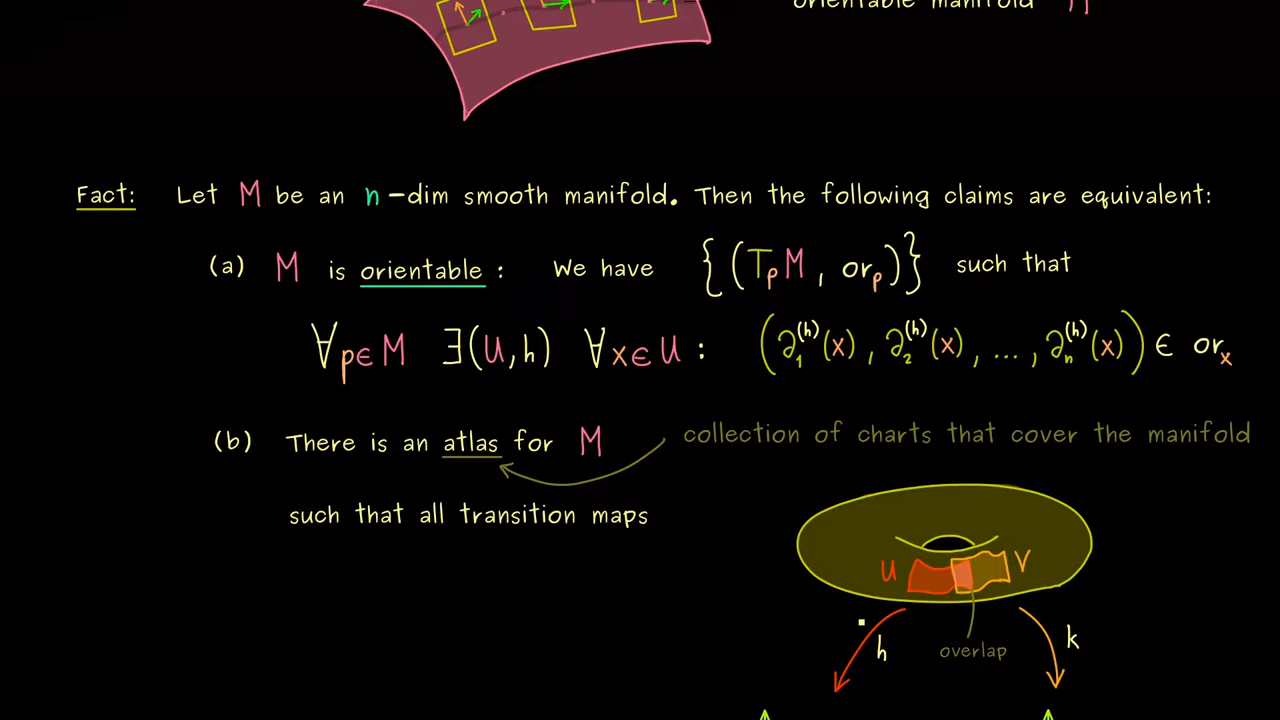 orientable manifold M
Fact: Let M be an n-dim smooth manifold. Then the following claims are equivalent:
(a) M is orientable: We have {(TₚM, orₚ)} such that
∀p∈M ∃(U,h) ∀x∈U: (∂₁⁽ʰ⁾(x), ∂₂⁽ʰ⁾(x), ..., ∂ₙ⁽ʰ⁾(x)) ∈ orₓ
(b) There is an atlas for M collection of charts that cover the manifold
such that all transition maps
U V
h overlap k